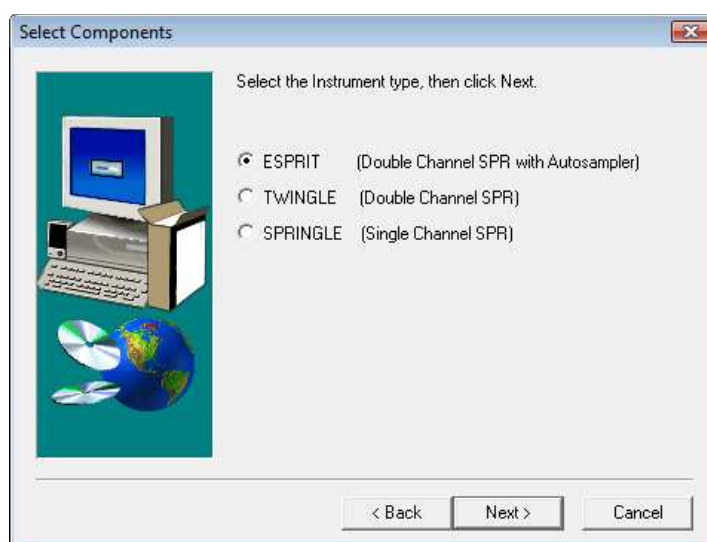 Select Components
Select the Instrument type, then click Next.
ESPRIT (Double Channel SPR with Autosampler)
TWINGLE (Double Channel SPR)
SPRINGLE (Single Channel SPR)
< Back Next > Cancel